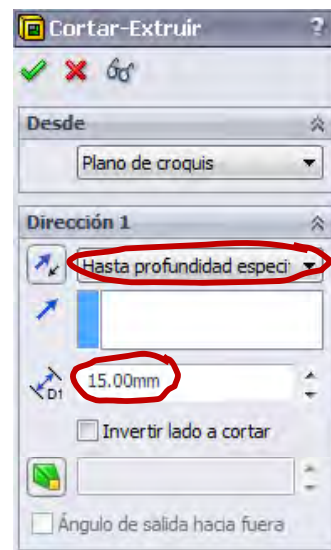 Cortar-Extruir ?
Desde
Plano de croquis
Dirección 1
Hasta profundidad especi
D1 15.00mm
Invertir lado a cortar
Ángulo de salida hacia fuera